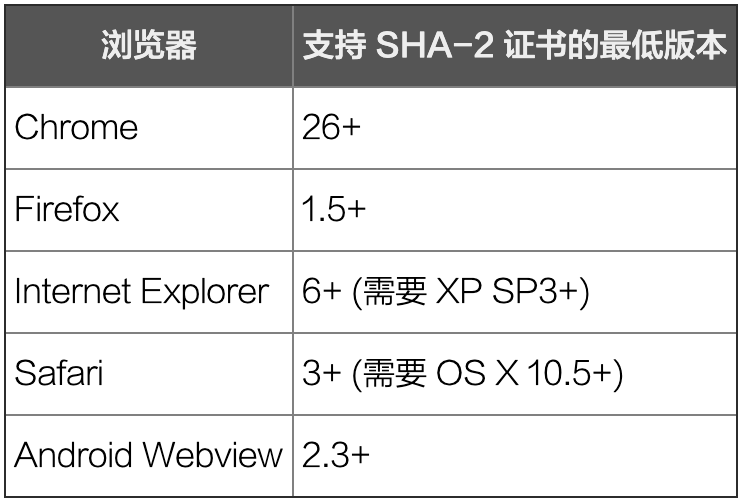 浏览器 支持 SHA-2 证书的最低版本
Chrome 26+
Firefox 1.5+
Internet Explorer 6+ (需要 XP SP3+)
Safari 3+ (需要 OS X 10.5+)
Android Webview 2.3+